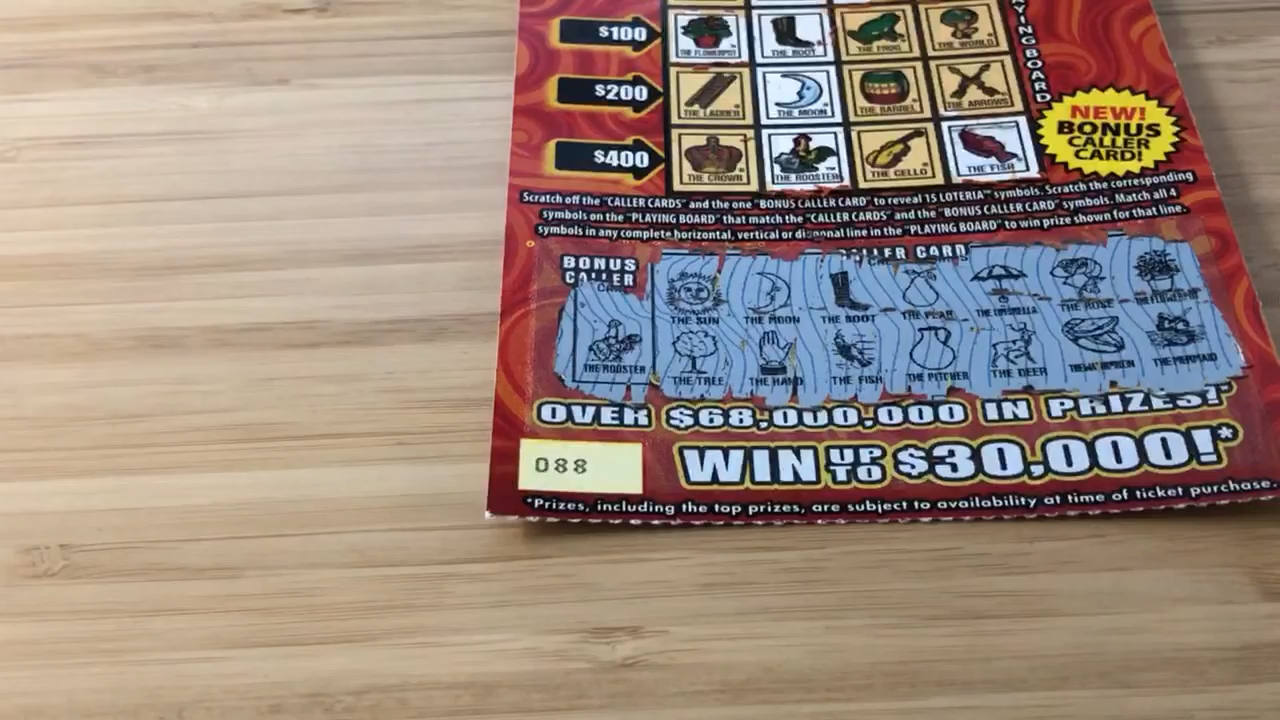 $100
THE FLOWERPOT
THE BOOT
THE FROG
THE WORLD
$200
THE LADDER
THE MOON
THE BARREL
THE ARROWS
$400
THE CROWN
THE ROOSTER
THE CELLO
THE FISH
YING BOARD
NEW!
BONUS
CALLER
CARD!
Scratch off the "CALLER CARDS" and the one "BONUS CALLER CARD" to reveal 15 LOTERIA™ symbols. Scratch the corresponding
symbols on the "PLAYING BOARD" that match the "CALLER CARDS" and the "BONUS CALLER CARD" symbols. Match all 4
symbols in any complete horizontal, vertical or diagonal line in the "PLAYING BOARD" to win prize shown for that line.
BONUS
CALLER
CARD
LLER CARD
THE SUN
THE MOON
THE BOOT
THE PEAR
THE UMBRELLA
THE ROSE
THE FLOWERPOT
THE ROOSTER
THE TREE
THE HAND
THE FISH
THE PITCHER
THE DEER
THE WATERMELON
THE MERMAID
OVER $68,000,000 IN PRIZES!*
088
WIN UP TO $30,000!*
*Prizes, including the top prizes, are subject to availability at time of ticket purchase.